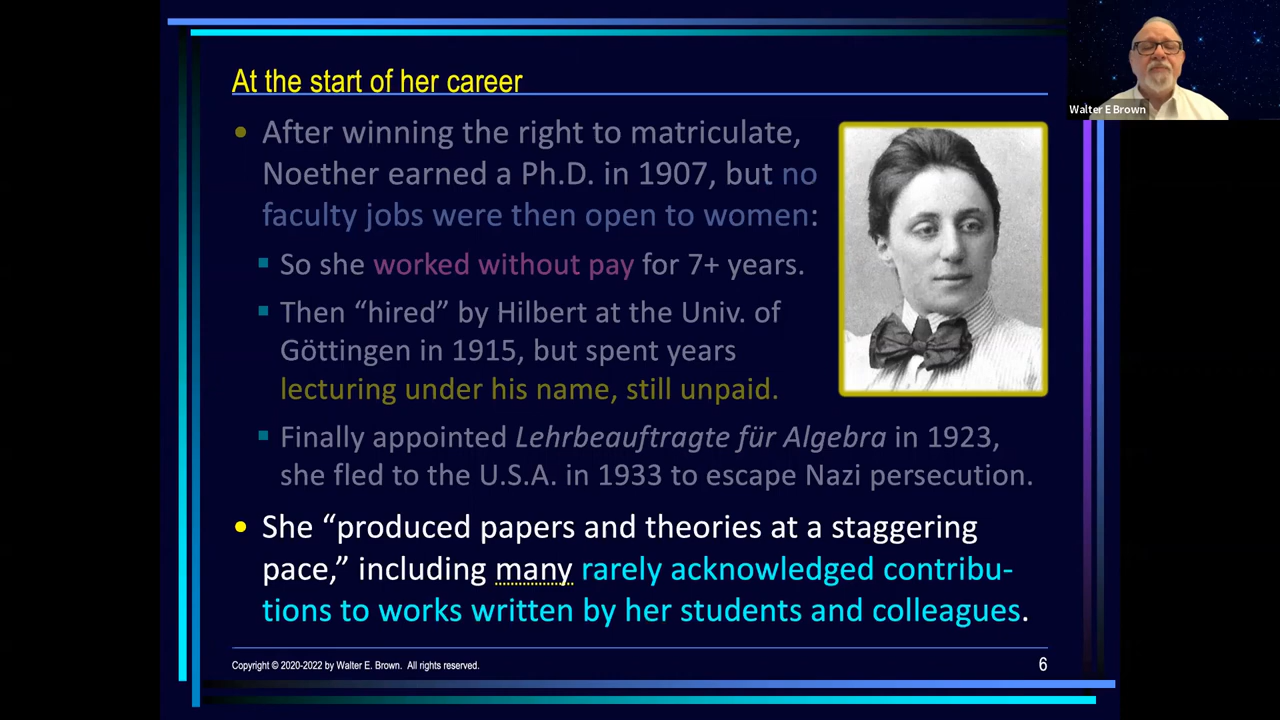 At the start of her career
Walter E Brown
• After winning the right to matriculate,
Noether earned a Ph.D. in 1907, but no
faculty jobs were then open to women:
▪ So she worked without pay for 7+ years.
▪ Then “hired” by Hilbert at the Univ. of
Göttingen in 1915, but spent years
lecturing under his name, still unpaid.
▪ Finally appointed Lehrbeauftragte für Algebra in 1923,
she fled to the U.S.A. in 1933 to escape Nazi persecution.
• She “produced papers and theories at a staggering
pace,” including many rarely acknowledged contribu-
tions to works written by her students and colleagues.
Copyright © 2020-2022 by Walter E. Brown. All rights reserved.
6